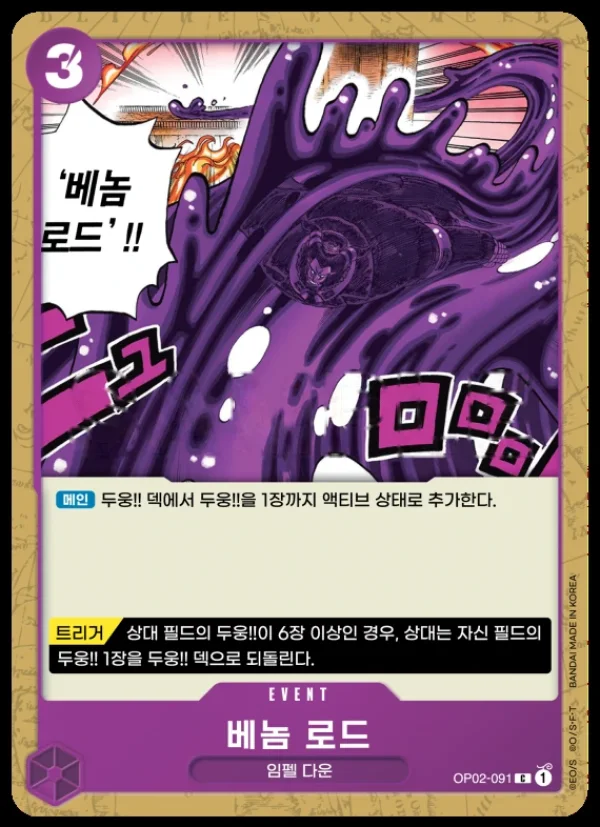 3
‘베놈
로드’ !!
메인 두웅!! 덱에서 두웅!!을 1장까지 액티브 상태로 추가한다.
트리거 상대 필드의 두웅!!이 6장 이상인 경우, 상대는 자신 필드의
두웅!! 1장을 두웅!! 덱으로 되돌린다.
EVENT
베놈 로드
임펠 다운
OP02-091 C 1
©EO/S ©O/S·F·T BANDAI MADE IN KOREA